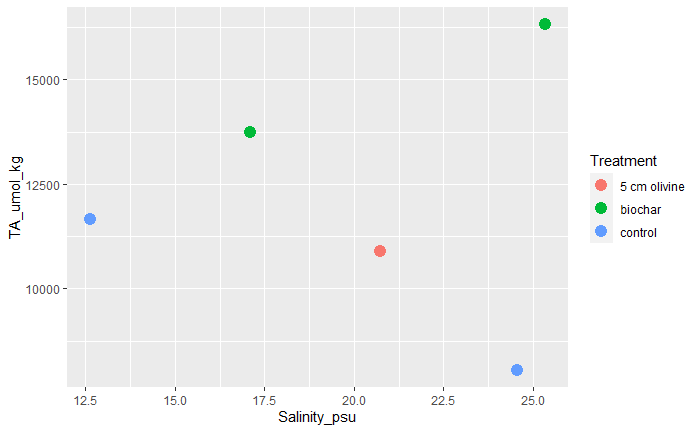 TA_umol_kg
15000
12500
10000
12.5 15.0 17.5 20.0 22.5 25.0
Salinity_psu
Treatment
5 cm olivine
biochar
control